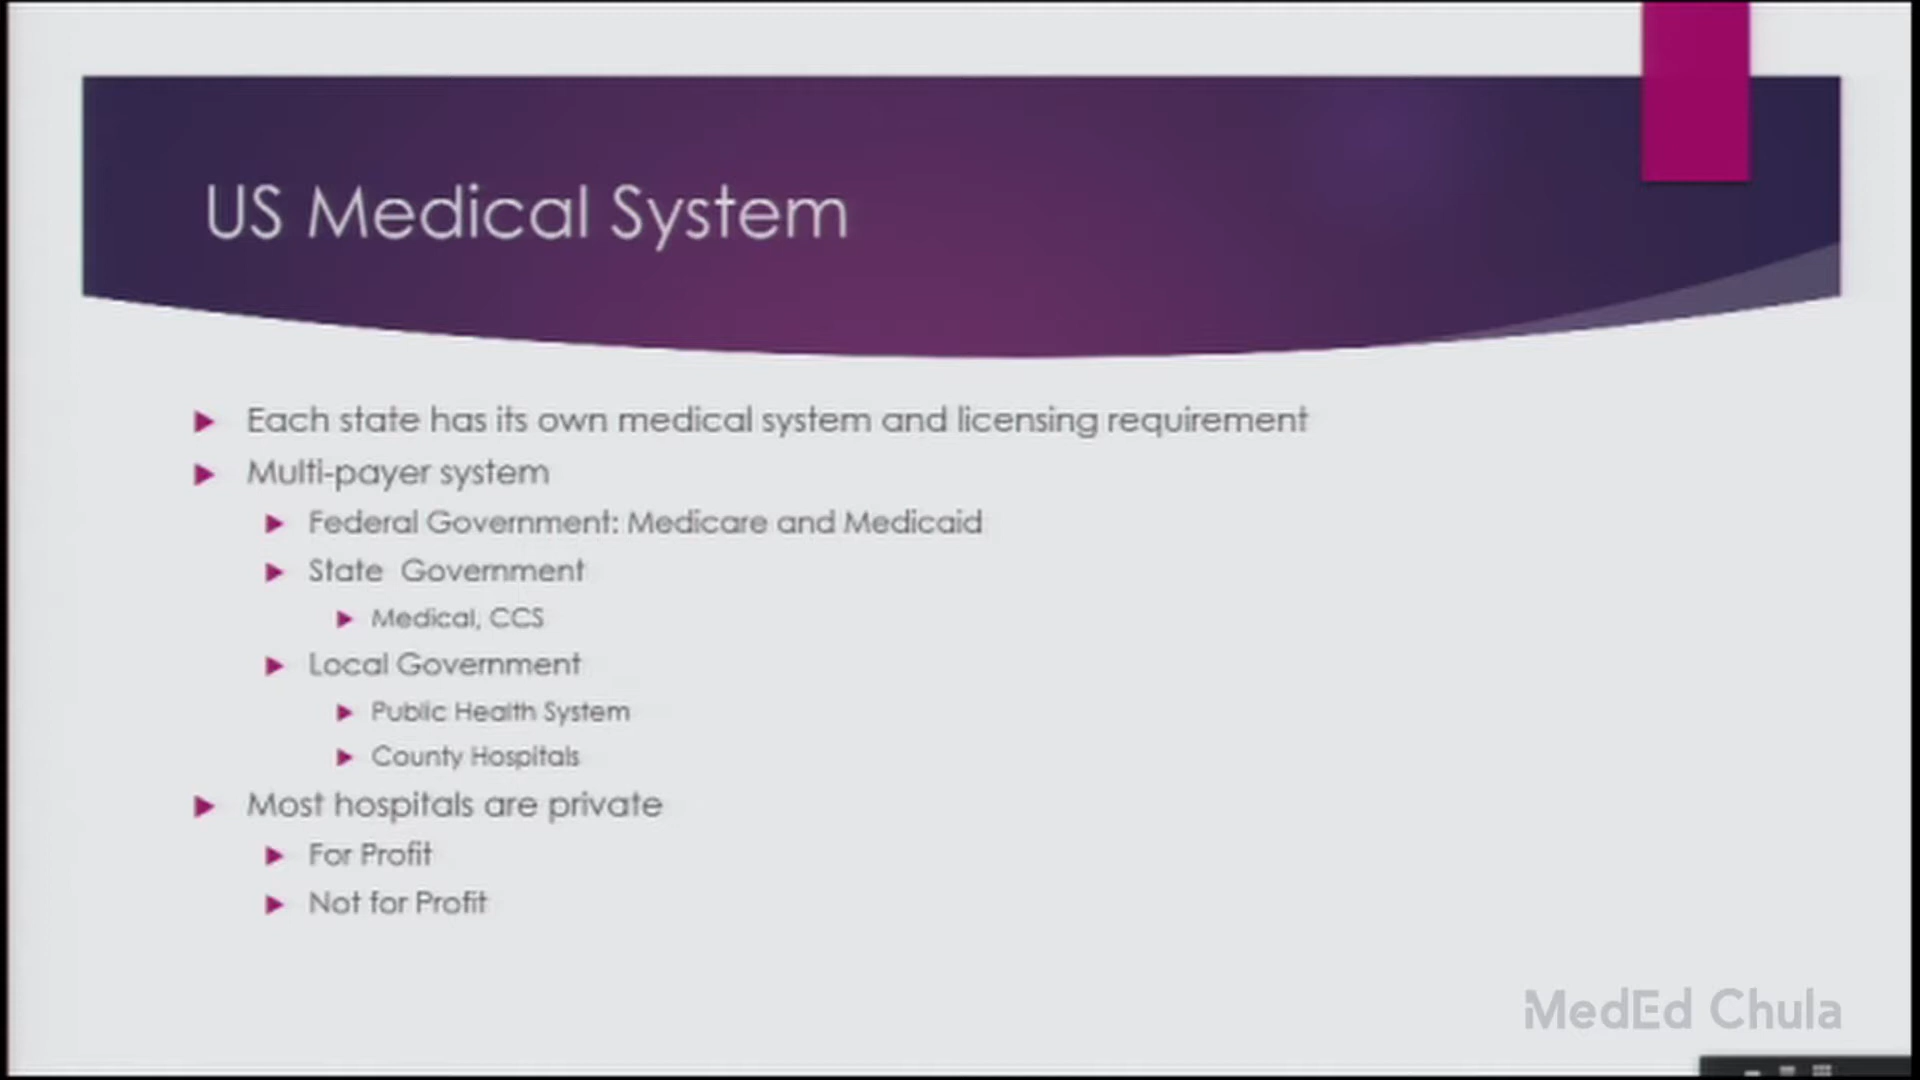 US Medical System
Each state has its own medical system and licensing requirement
Multi-payer system
Federal Government: Medicare and Medicaid
State Government
Medical, CCS
Local Government
Public Health System
County Hospitals
Most hospitals are private
For Profit
Not for Profit
MedEd Chula